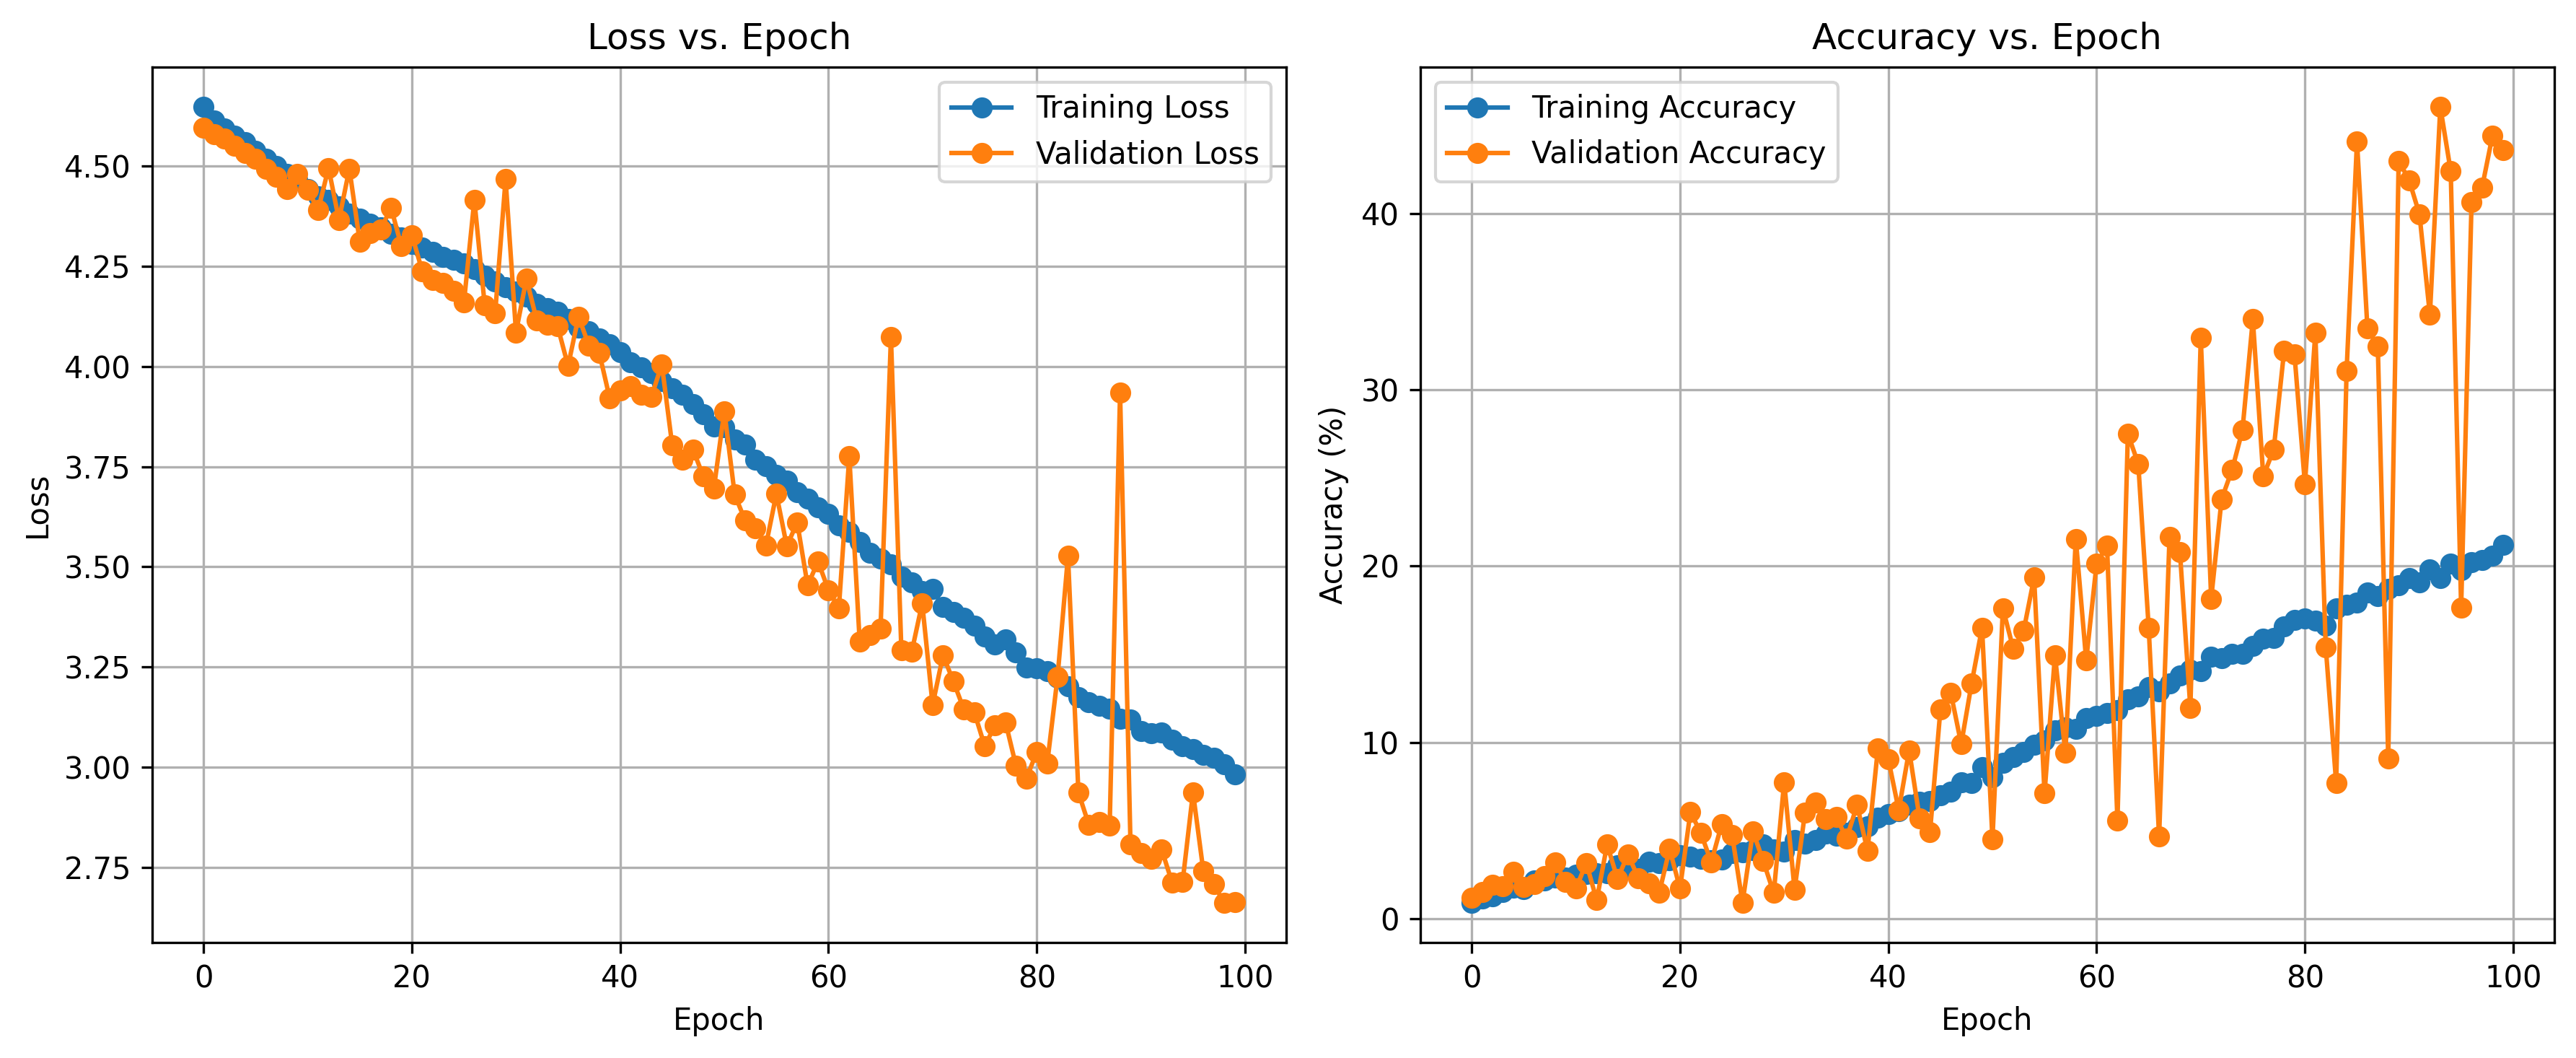 Loss vs. Epoch
Training Loss
Validation Loss
4.50
4.25
4.00
3.75
3.50
3.25
3.00
2.75
Loss
0 20 40 60 80 100
Epoch
Accuracy vs. Epoch
Training Accuracy
Validation Accuracy
40
30
20
10
0
Accuracy (%)
0 20 40 60 80 100
Epoch